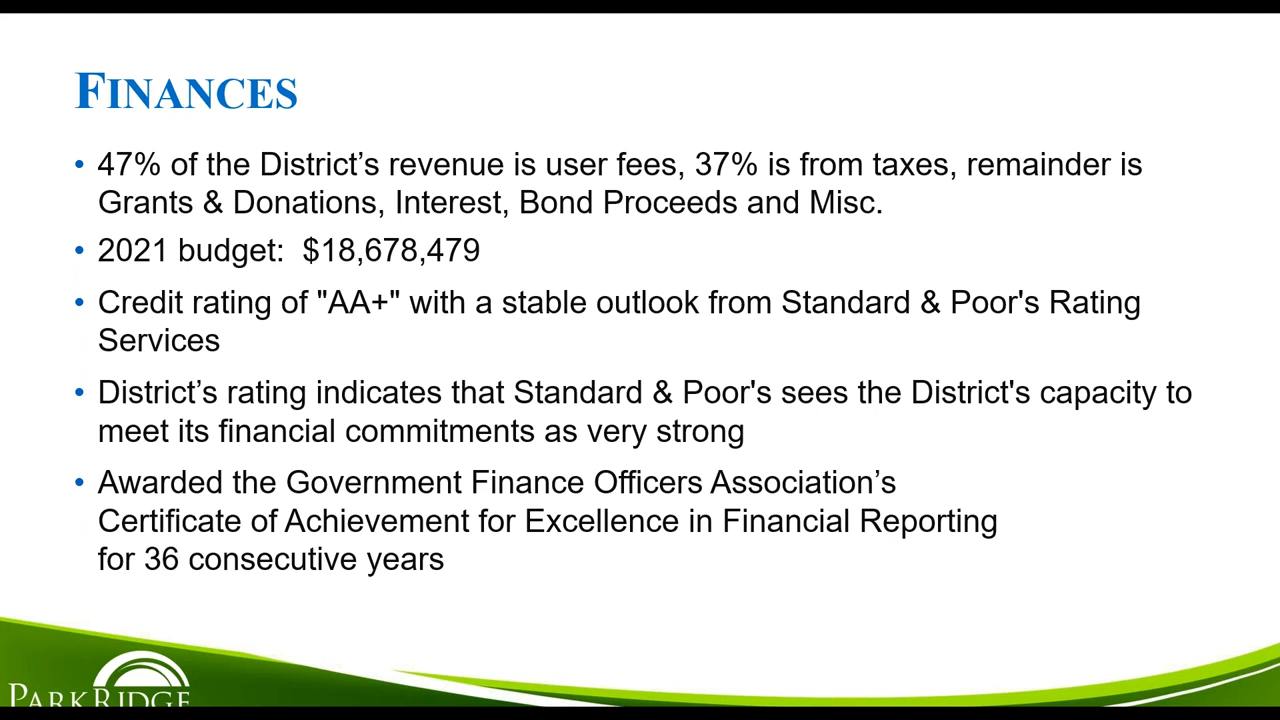 FINANCES
• 47% of the District’s revenue is user fees, 37% is from taxes, remainder is
Grants & Donations, Interest, Bond Proceeds and Misc.
• 2021 budget:  $18,678,479
• Credit rating of "AA+" with a stable outlook from Standard & Poor's Rating
Services
• District’s rating indicates that Standard & Poor's sees the District's capacity to
meet its financial commitments as very strong
• Awarded the Government Finance Officers Association’s
Certificate of Achievement for Excellence in Financial Reporting
for 36 consecutive years
PARK RIDGE